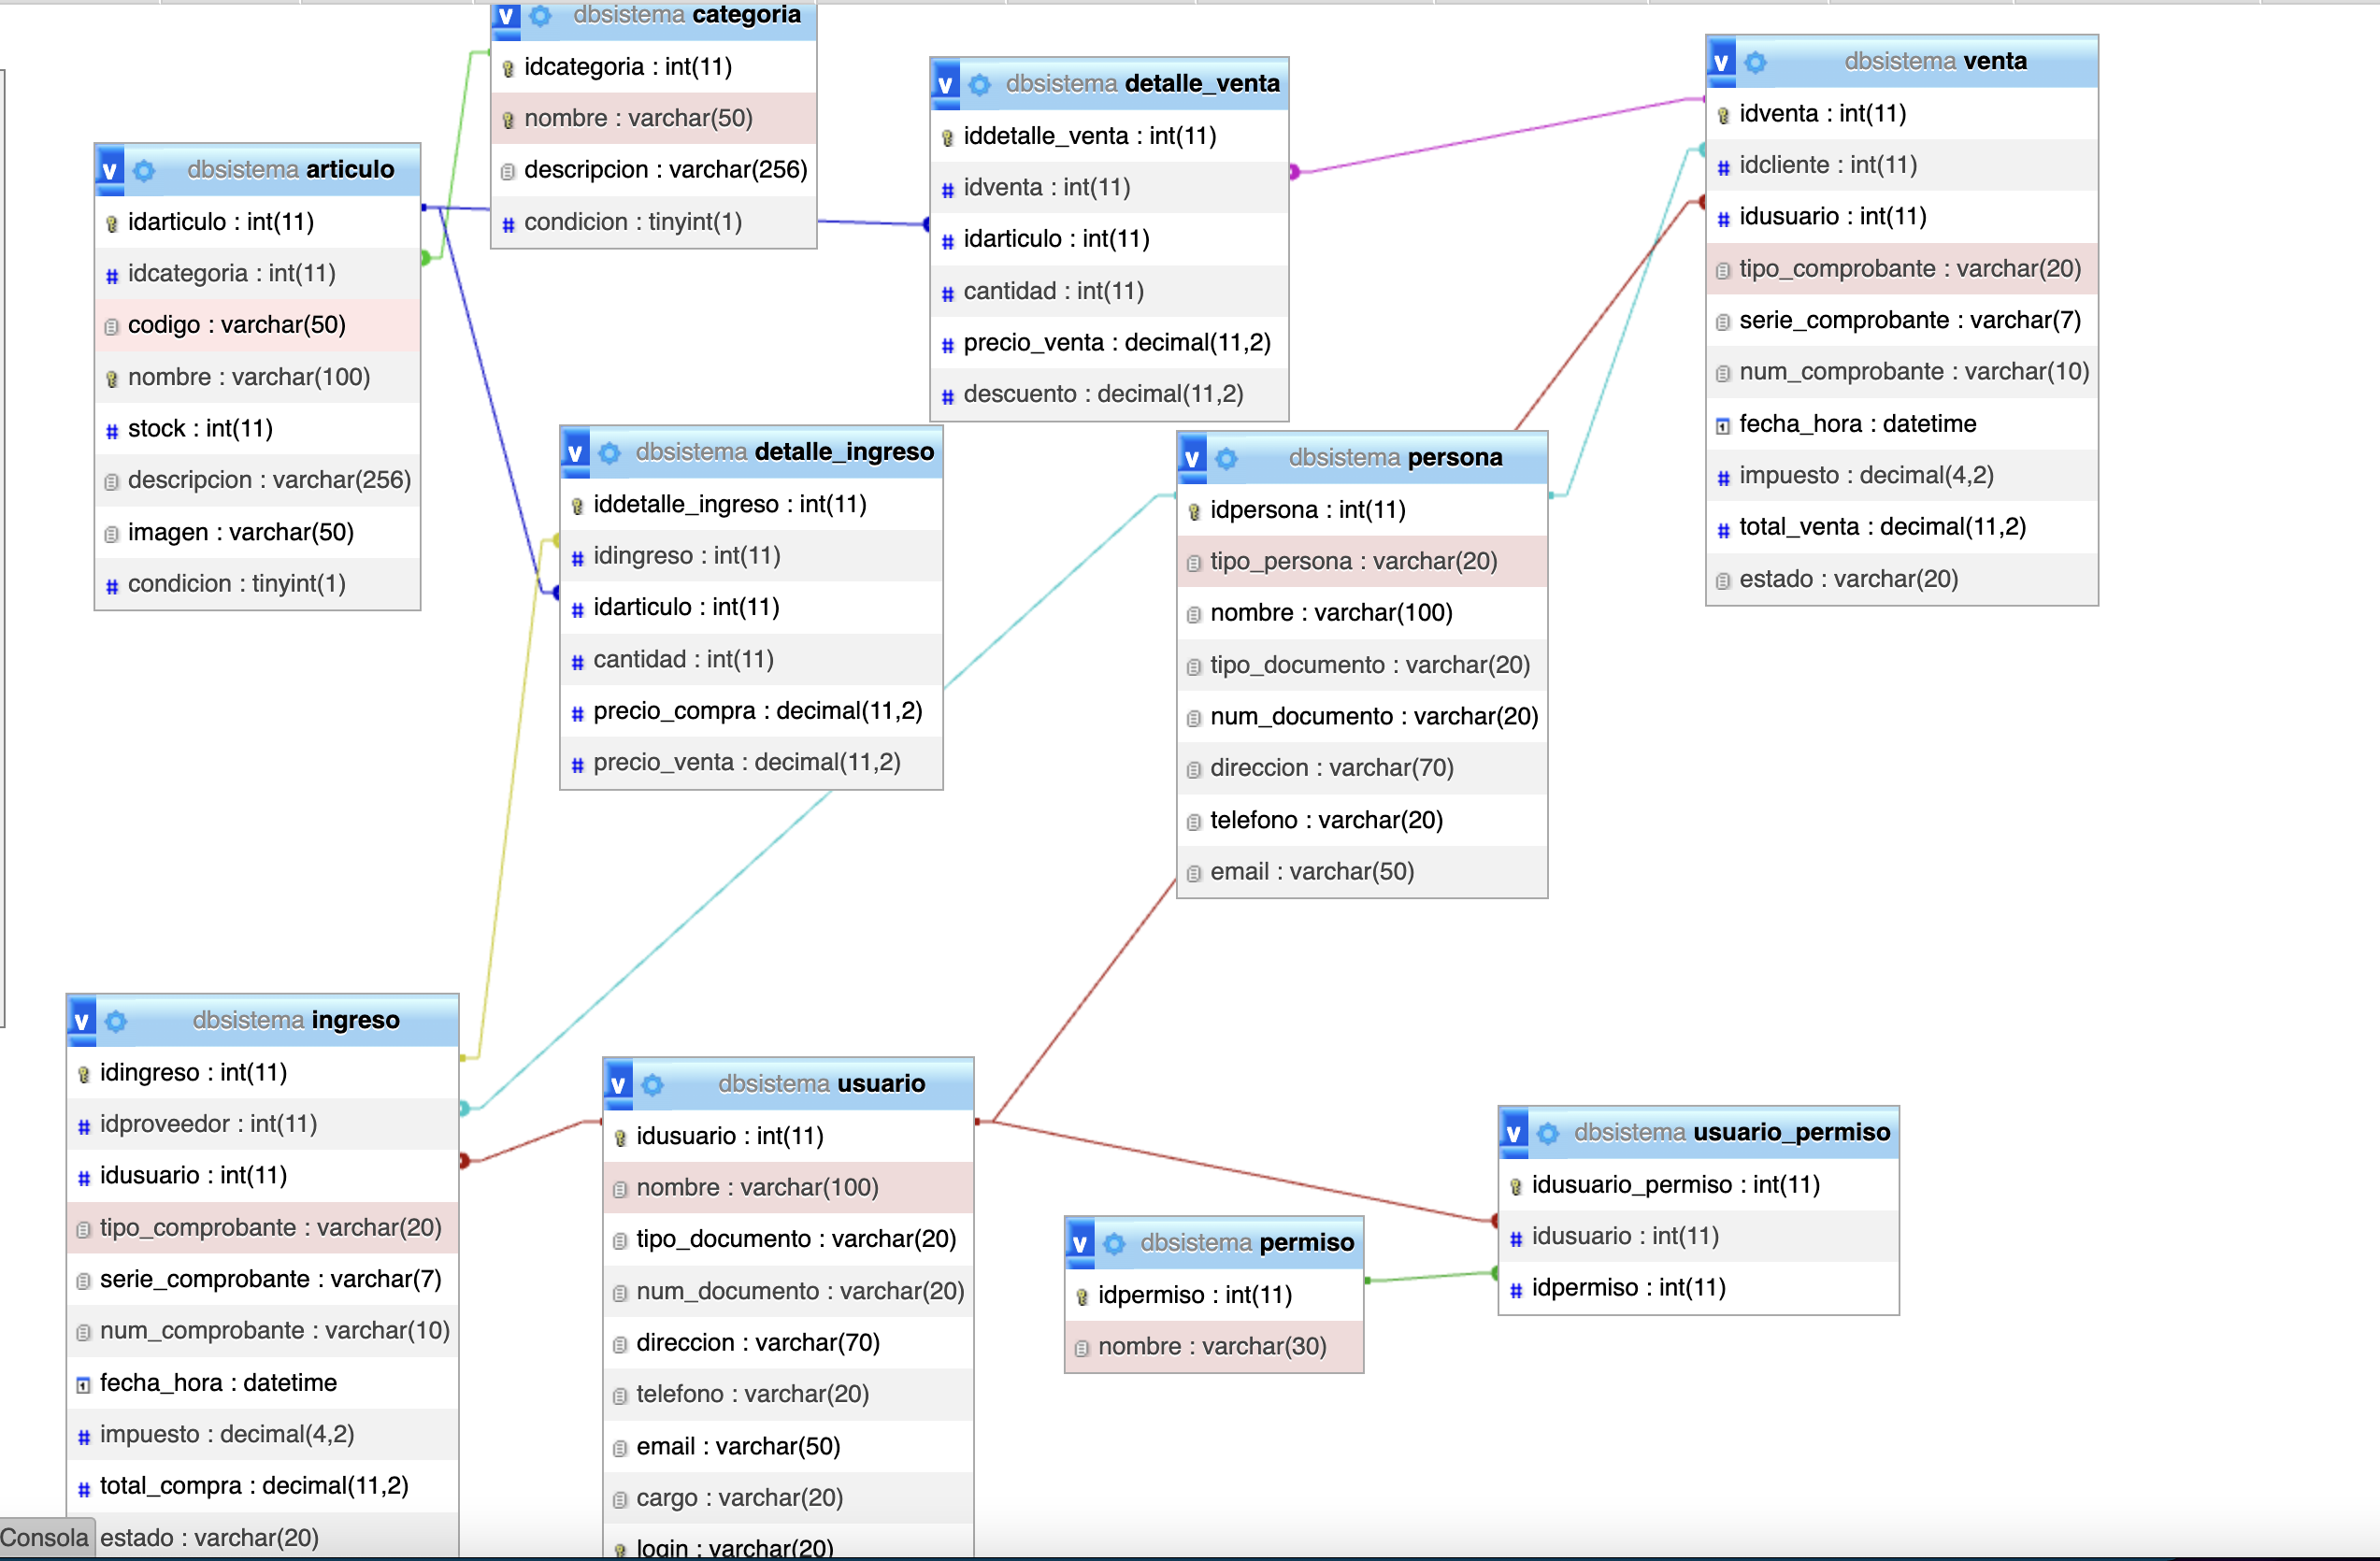 dbsistema categoria
idcategoria : int(11)
nombre : varchar(50)
descripcion : varchar(256)
condicion : tinyint(1)
dbsistema articulo
idarticulo : int(11)
idcategoria : int(11)
codigo : varchar(50)
nombre : varchar(100)
stock : int(11)
descripcion : varchar(256)
imagen : varchar(50)
condicion : tinyint(1)
dbsistema detalle_venta
iddetalle_venta : int(11)
idventa : int(11)
idarticulo : int(11)
cantidad : int(11)
precio_venta : decimal(11,2)
descuento : decimal(11,2)
dbsistema venta
idventa : int(11)
idcliente : int(11)
idusuario : int(11)
tipo_comprobante : varchar(20)
serie_comprobante : varchar(7)
num_comprobante : varchar(10)
fecha_hora : datetime
impuesto : decimal(4,2)
total_venta : decimal(11,2)
estado : varchar(20)
dbsistema detalle_ingreso
iddetalle_ingreso : int(11)
idingreso : int(11)
idarticulo : int(11)
cantidad : int(11)
precio_compra : decimal(11,2)
precio_venta : decimal(11,2)
dbsistema persona
idpersona : int(11)
tipo_persona : varchar(20)
nombre : varchar(100)
tipo_documento : varchar(20)
num_documento : varchar(20)
direccion : varchar(70)
telefono : varchar(20)
email : varchar(50)
dbsistema ingreso
idingreso : int(11)
idproveedor : int(11)
idusuario : int(11)
tipo_comprobante : varchar(20)
serie_comprobante : varchar(7)
num_comprobante : varchar(10)
fecha_hora : datetime
impuesto : decimal(4,2)
total_compra : decimal(11,2)
estado : varchar(20)
Consola
dbsistema usuario
idusuario : int(11)
nombre : varchar(100)
tipo_documento : varchar(20)
num_documento : varchar(20)
direccion : varchar(70)
telefono : varchar(20)
email : varchar(50)
cargo : varchar(20)
login : varchar(20)
dbsistema permiso
idpermiso : int(11)
nombre : varchar(30)
dbsistema usuario_permiso
idusuario_permiso : int(11)
idusuario : int(11)
idpermiso : int(11)